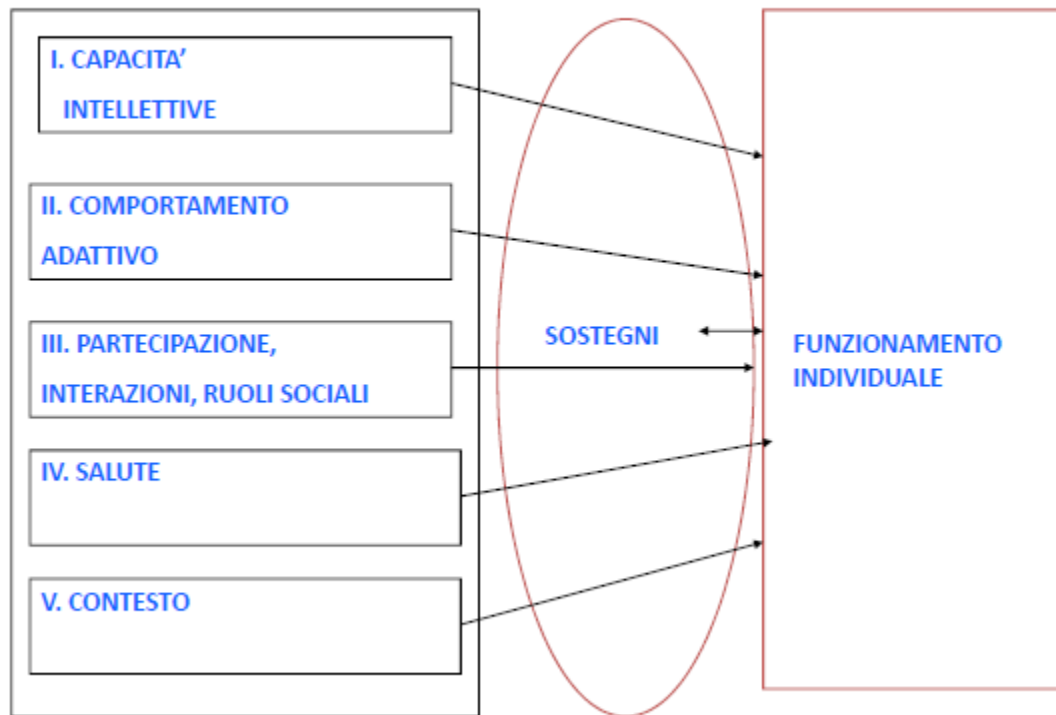 I. CAPACITA’
INTELLETTIVE
II. COMPORTAMENTO
ADATTIVO
III. PARTECIPAZIONE,
INTERAZIONI, RUOLI SOCIALI
IV. SALUTE
V. CONTESTO
SOSTEGNI
FUNZIONAMENTO
INDIVIDUALE